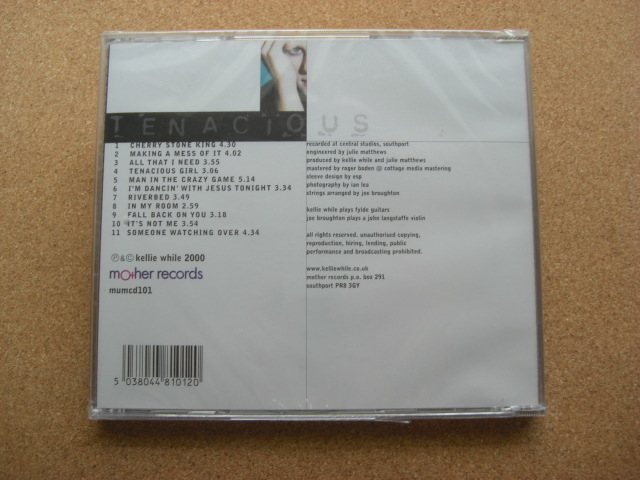 TENACIOUS
1 CHERRY STONE KING 4.30
2 MAKING A MESS OF IT 4.02
3 ALL THAT I NEED 3.55
4 TENACIOUS GIRL 3.06
5 MAN IN THE CRAZY GAME 5.14
6 I'M DANCIN' WITH JESUS TONIGHT 3.34
7 RIVERBED 3.49
8 IN MY ROOM 2.59
9 FALL BACK ON YOU 3.18
10 IT'S NOT ME 3.54
11 SOMEONE WATCHING OVER 4.34
℗&© kellie while 2000
mother records
mumcd101
5 038044 810120
recorded at central studios, southport
engineered by julie matthews
produced by kellie while and julie matthews
mastered by roger boden @ cottage media mastering
sleeve design by esp
photography by ian lea
strings arranged by joe broughton
kellie while plays fylde guitars
joe broughton plays a john langstaffe violin
all rights reserved. unauthorised copying,
reproduction, hiring, lending, public
performance and broadcasting prohibited.
www.kelliewhile.co.uk
mother records p.o. box 291
southport PR8 3GY